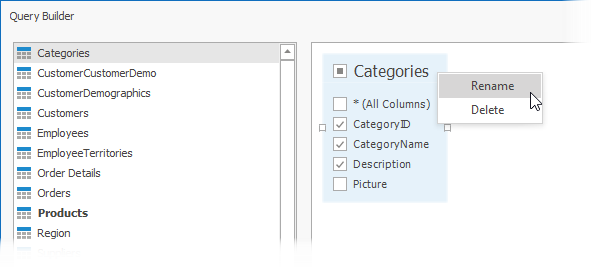 Query Builder
Categories
CustomerCustomerDemo
CustomerDemographics
Customers
Employees
EmployeeTerritories
Order Details
Orders
Products
Region
Categories
* (All Columns)
CategoryID
CategoryName
Description
Picture
Rename
Delete